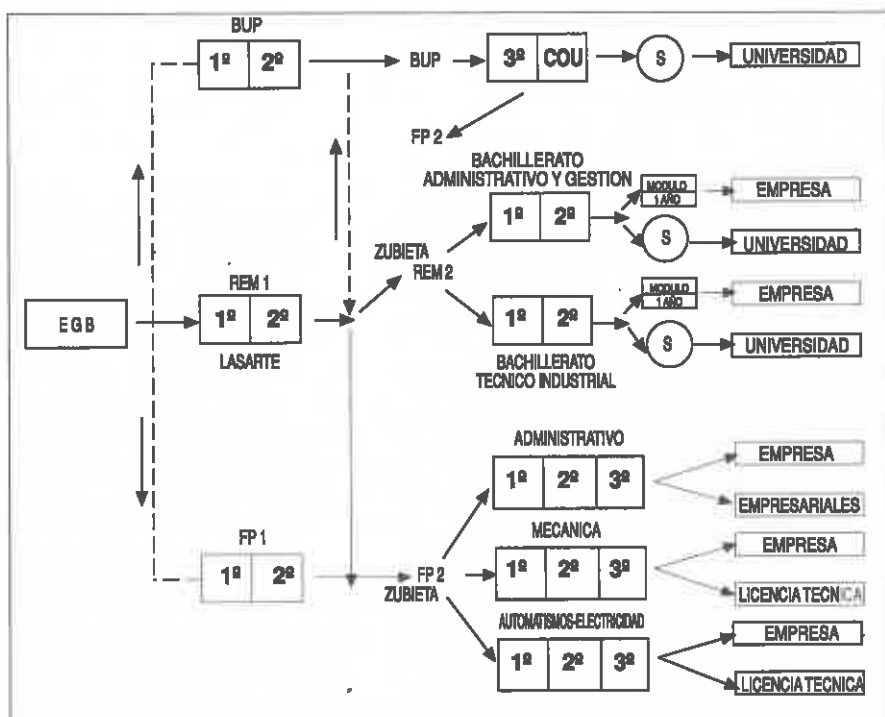 BUP
1º 2º
BUP
3º COU
S
UNIVERSIDAD
FP 2
BACHILLERATO
ADMINISTRATIVO Y GESTION
1º 2º
MODULO
1 AÑO
EMPRESA
S
UNIVERSIDAD
ZUBIETA
REM 2
REM 1
EGB
1º 2º
LASARTE
1º 2º
MODULO
1 AÑO
EMPRESA
S
UNIVERSIDAD
BACHILLERATO
TECNICO INDUSTRIAL
ADMINISTRATIVO
1º 2º 3º
EMPRESA
EMPRESARIALES
FP 1
1º 2º
FP 2
ZUBIETA
MECANICA
1º 2º 3º
EMPRESA
LICENCIA TECNICA
AUTOMATISMOS-ELECTRICIDAD
1º 2º 3º
EMPRESA
LICENCIA TECNICA